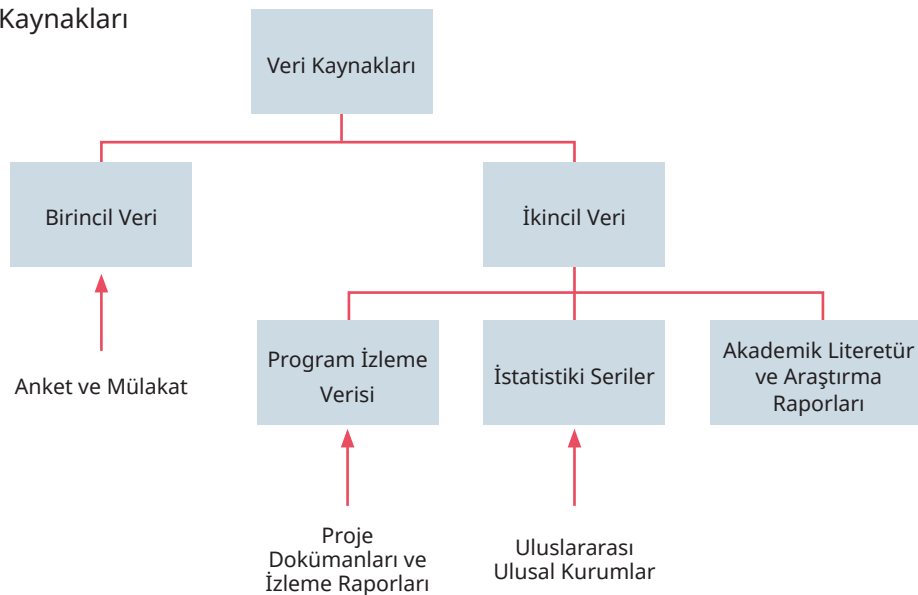 Kaynakları
Veri Kaynakları
Birincil Veri
İkincil Veri
Anket ve Mülakat
Program İzleme
Verisi
İstatistiki Seriler
Akademik Literetür
ve Araştırma
Raporları
Proje
Dokümanları ve
İzleme Raporları
Uluslararası
Ulusal Kurumlar